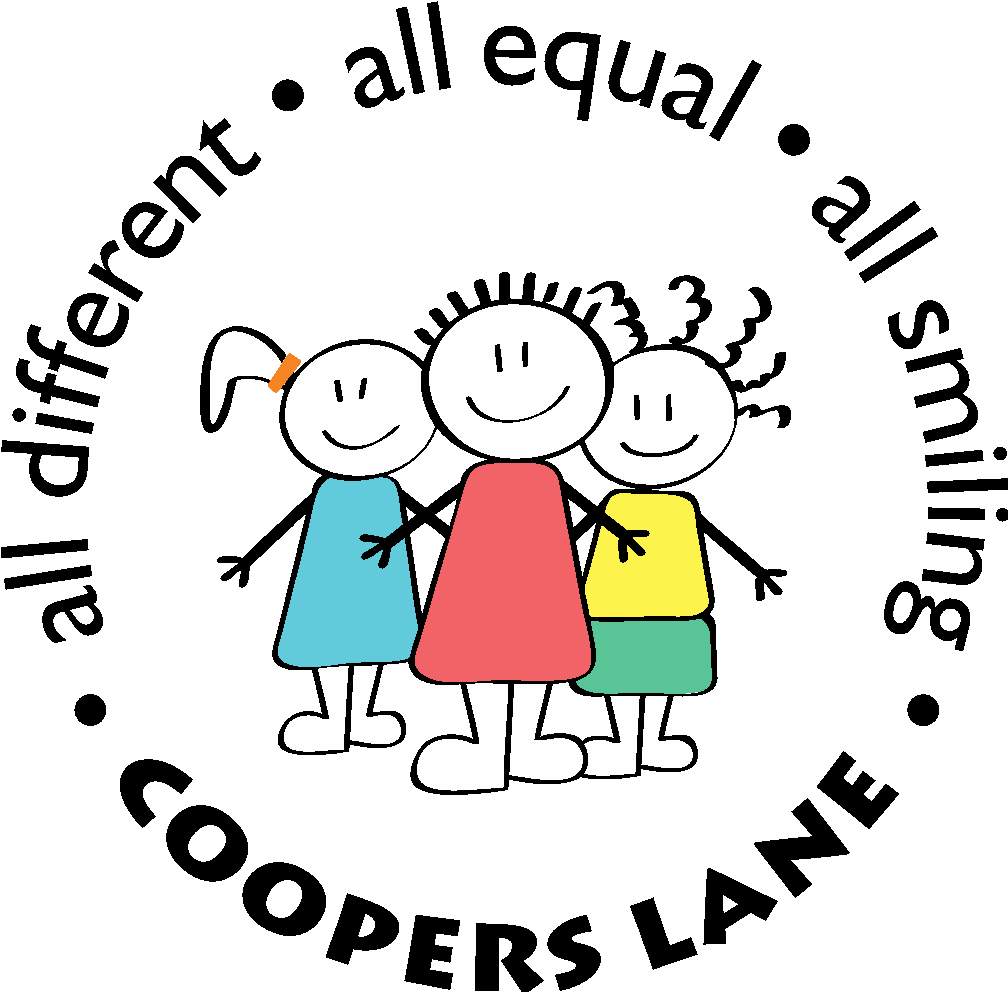 all different • all equal • all smiling •
COOPERS LANE •